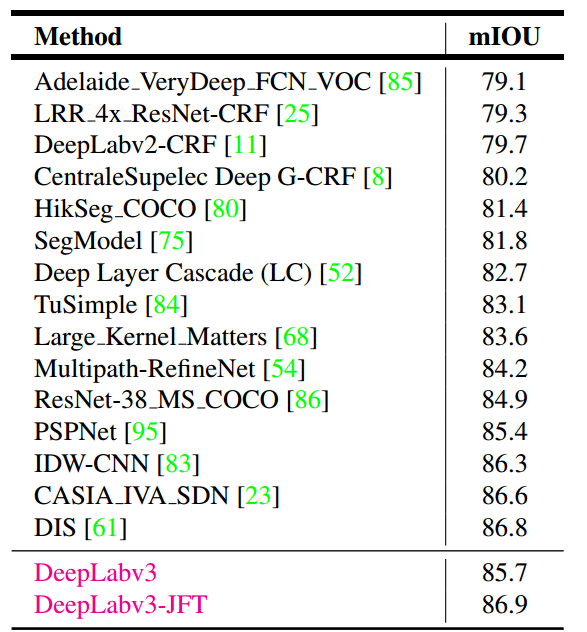 Method mIOU
Adelaide_VeryDeep_FCN_VOC [85] 79.1
LRR_4x_ResNet-CRF [25] 79.3
DeepLabv2-CRF [11] 79.7
CentraleSupelec Deep G-CRF [8] 80.2
HikSeg_COCO [80] 81.4
SegModel [75] 81.8
Deep Layer Cascade (LC) [52] 82.7
TuSimple [84] 83.1
Large_Kernel_Matters [68] 83.6
Multipath-RefineNet [54] 84.2
ResNet-38_MS_COCO [86] 84.9
PSPNet [95] 85.4
IDW-CNN [83] 86.3
CASIA_IVA_SDN [23] 86.6
DIS [61] 86.8
DeepLabv3 85.7
DeepLabv3-JFT 86.9